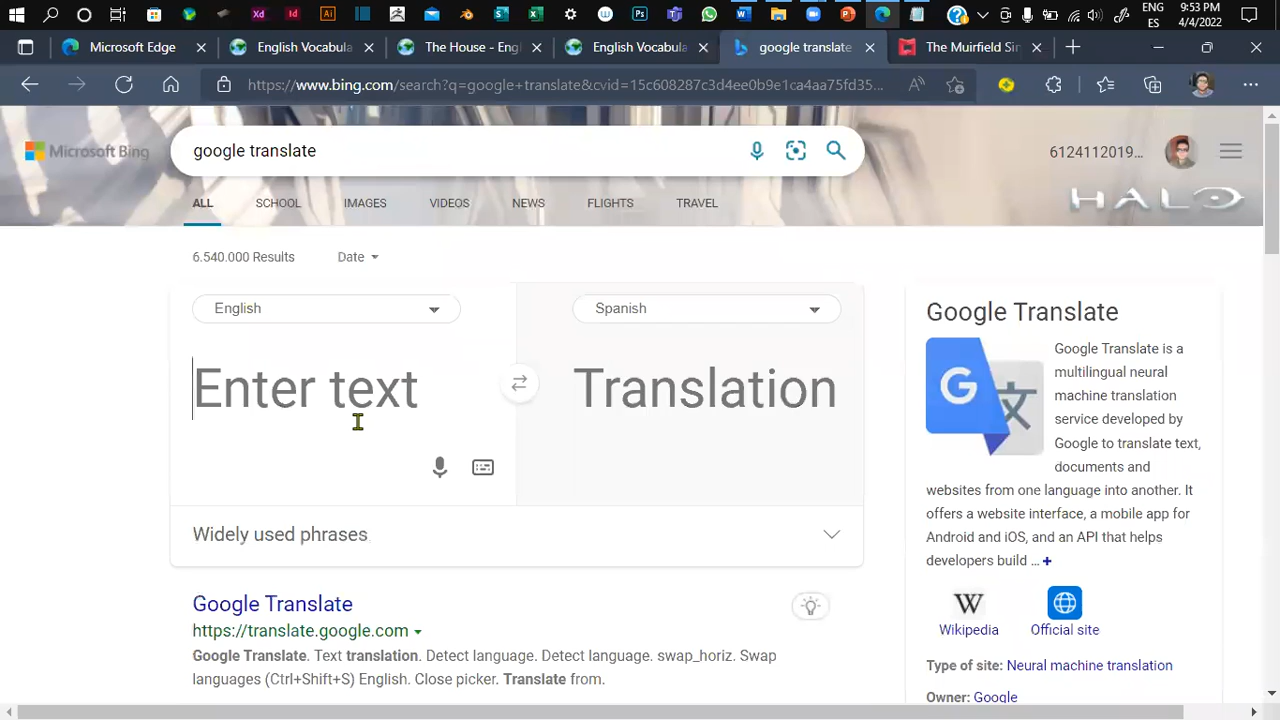 ENG 9:53 PM
ES 4/4/2022
Microsoft Edge
English Vocabula
The House - Engl
English Vocabula
google translate
The Muirfield Sir
https://www.bing.com/search?q=google+translate&cvid=15c608287c3d4ee0b9e1ca4aa75fd35...
Microsoft Bing
google translate
6124112019...
HALO
ALL SCHOOL IMAGES VIDEOS NEWS FLIGHTS TRAVEL
6.540.000 Results Date
English Spanish
Enter text Translation
Widely used phrases
Google Translate
https://translate.google.com
Google Translate. Text translation. Detect language. Detect language. swap_horiz. Swap
languages (Ctrl+Shift+S) English. Close picker. Translate from.
Google Translate
Google Translate is a
multilingual neural
machine translation
service developed by
Google to translate text,
documents and
websites from one language into another. It
offers a website interface, a mobile app for
Android and iOS, and an API that helps
developers build ... +
W
Wikipedia Official site
Type of site: Neural machine translation
Owner: Google